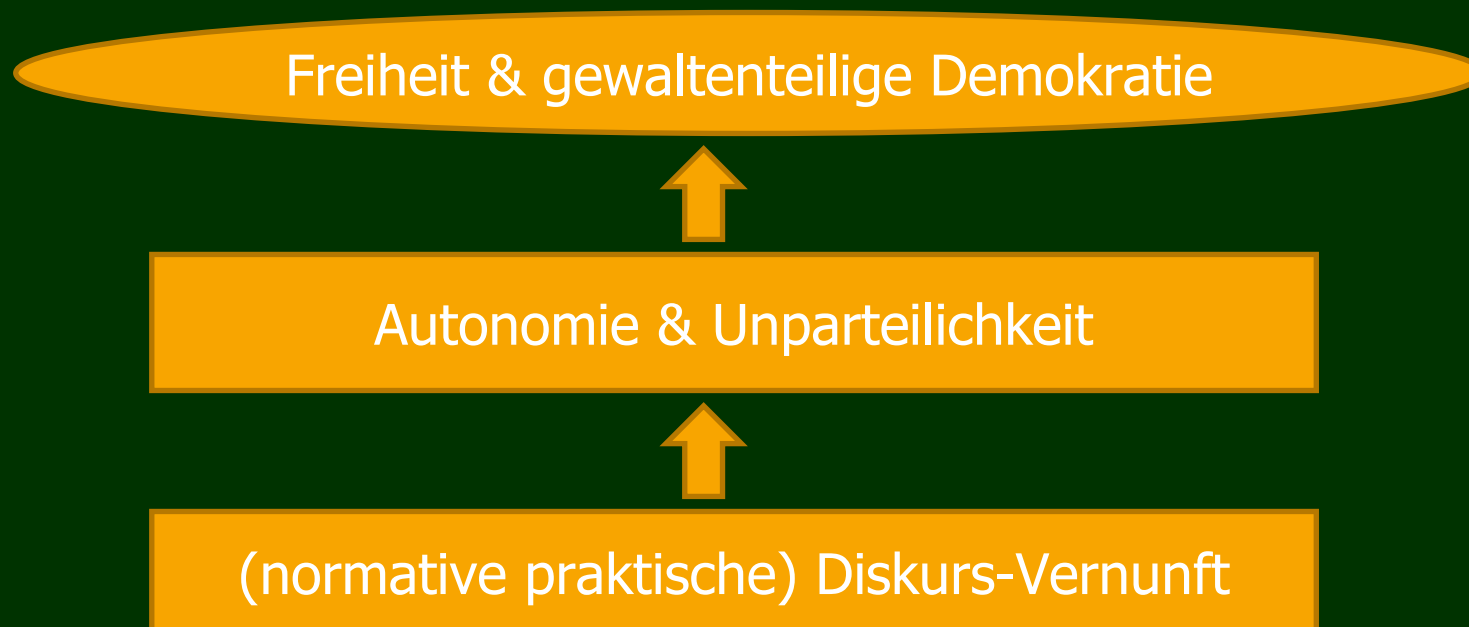 Freiheit & gewaltenteilige Demokratie
Autonomie & Unparteilichkeit
(normative praktische) Diskurs-Vernunft